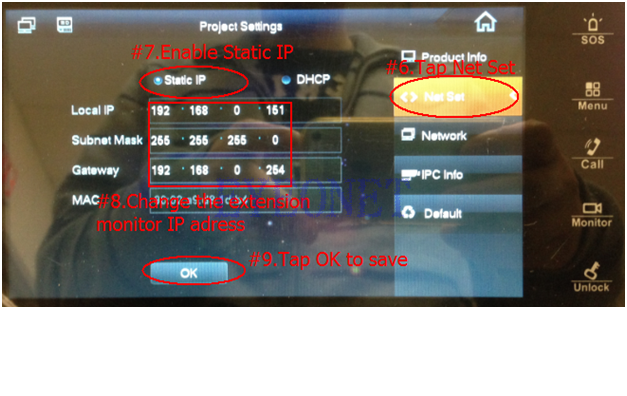 Project Settings
SOS
#7.Enable Static IP
Product Info
#6.Tap Net Set
Static IP
DHCP
Net Set
Menu
Local IP 192 168 0 151
Subnet Mask 255 255 255 0
Network
Gateway 192 168 0 254
Call
IPC Info
MAC
#8.Change the extension
monitor IP adress
Default
Monitor
#9.Tap OK to save
OK
Unlock